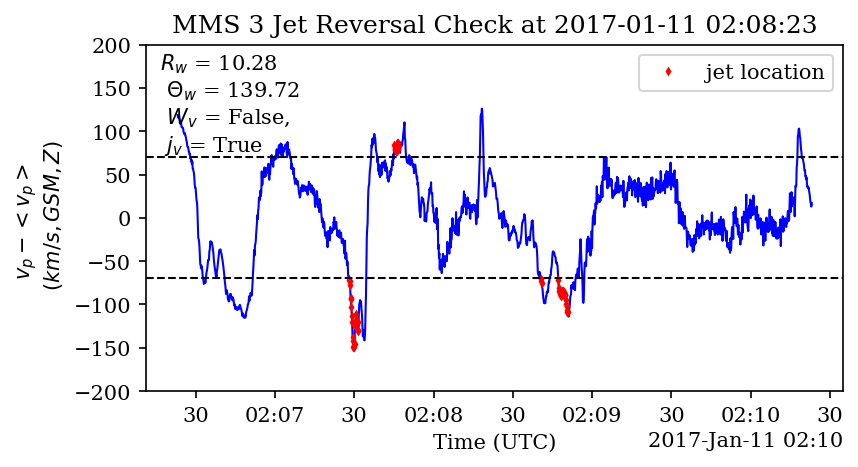 MMS 3 Jet Reversal Check at 2017-01-11 02:08:23
R_w = 10.28
Θ_w = 139.72
W_v = False,
j_v = True
jet location
v_p − < v_p >
(km/s, GSM, Z)
200
150
100
50
0
−50
−100
−150
−200
30 02:07 30 02:08 30 02:09 30 02:10 30
Time (UTC)
2017-Jan-11 02:10